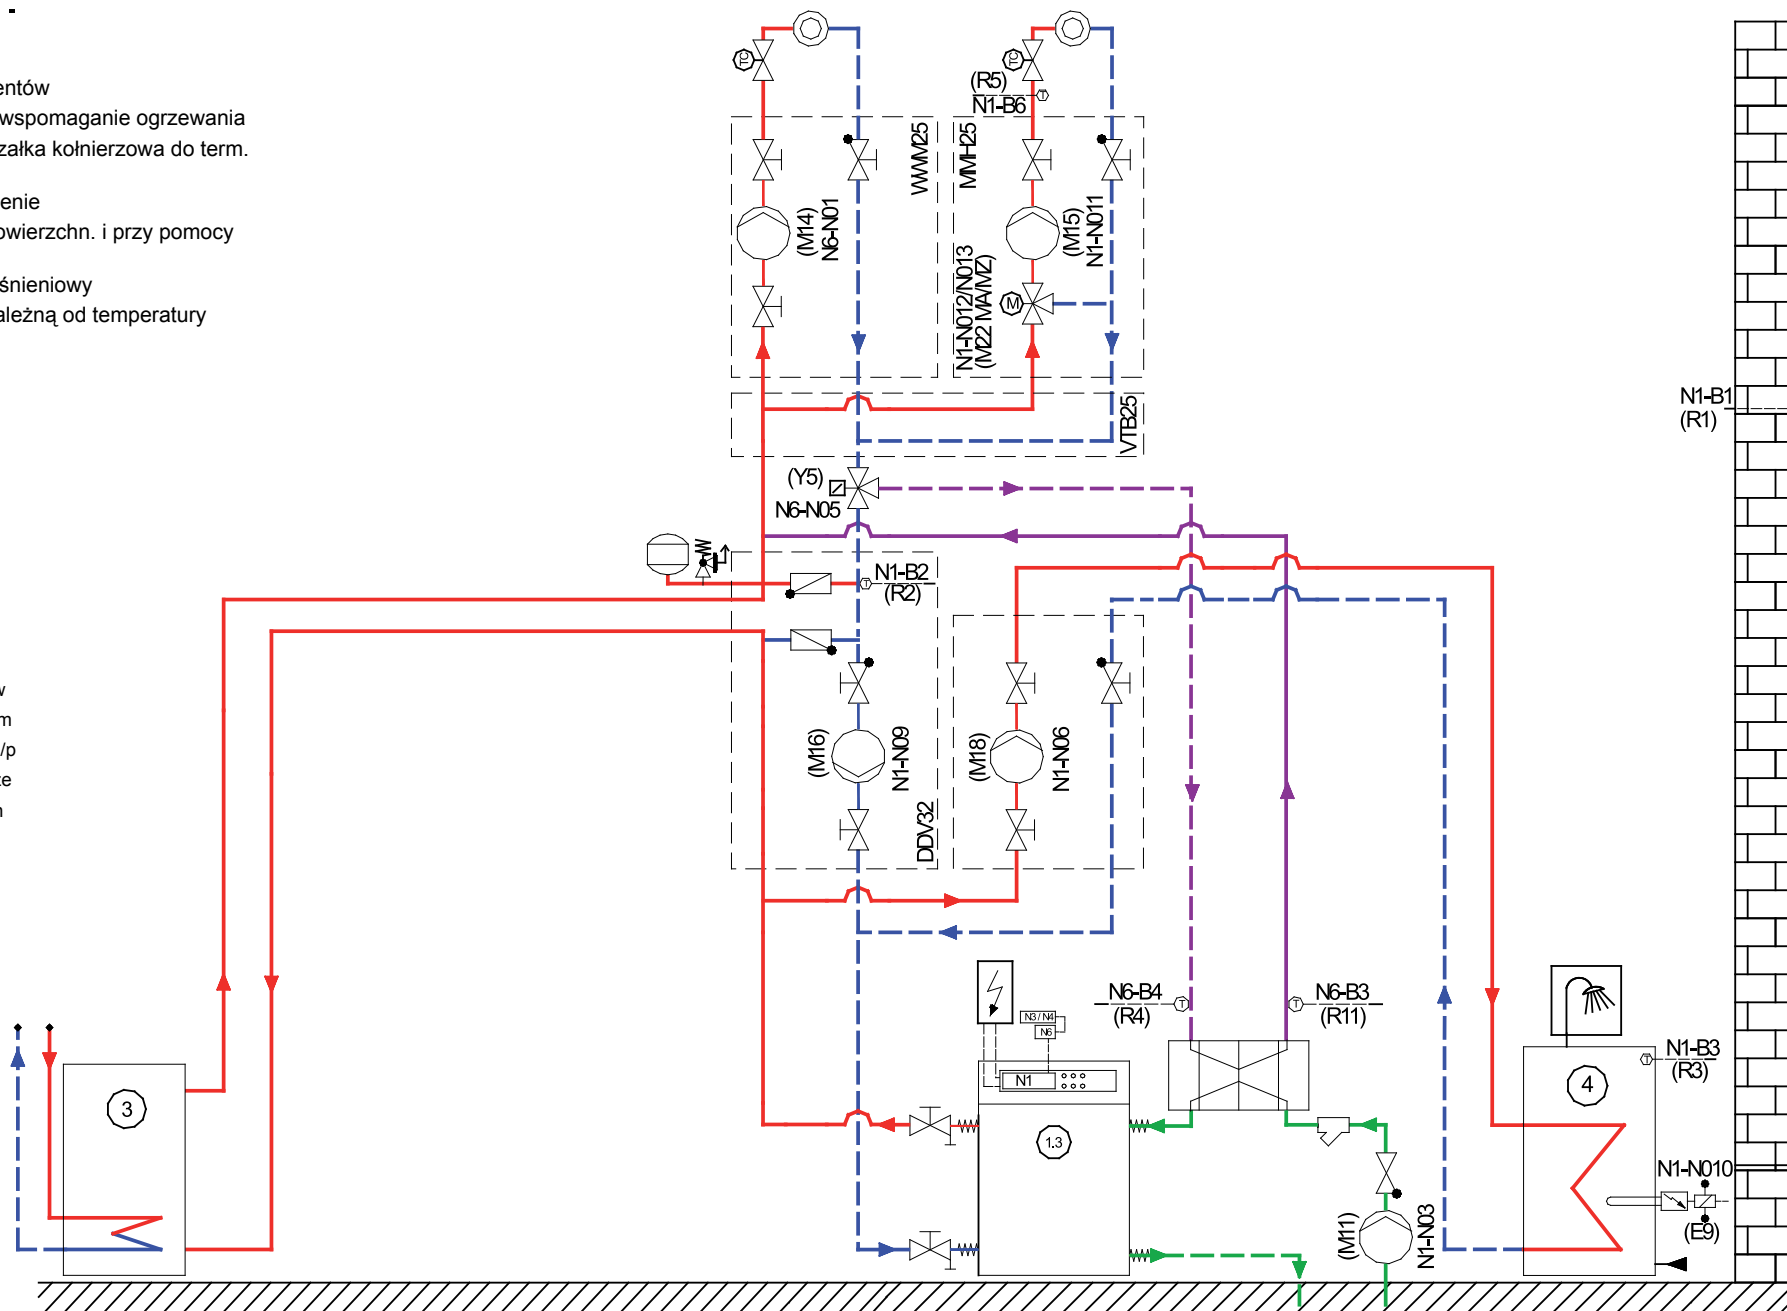 entów
wspomaganie ogrzewania
załka kołnierzowa do term.
enie
owierzchn. i przy pomocy
śnieniowy
ależną od temperatury
w
m
/p
ze
n
TC
TC
(R5)
N1-B6
T
WWM25
MMH25
(M14)
N6-N01
(M15)
N1-N011
N1-N012/N013
(M22 MA/MZ)
M
VTB25
N1-B1
(R1)
(Y5)
N6-N05
N1-B2
(R2)
T
(M16)
N1-N09
DDV32
(M18)
N1-N06
N6-B4
(R4)
T
N6-B3
(R11)
T
N3 / N4
N6
N1
1.3
3
4
N1-B3
(R3)
T
N1-N010
(E9)
(M11)
N1-N03